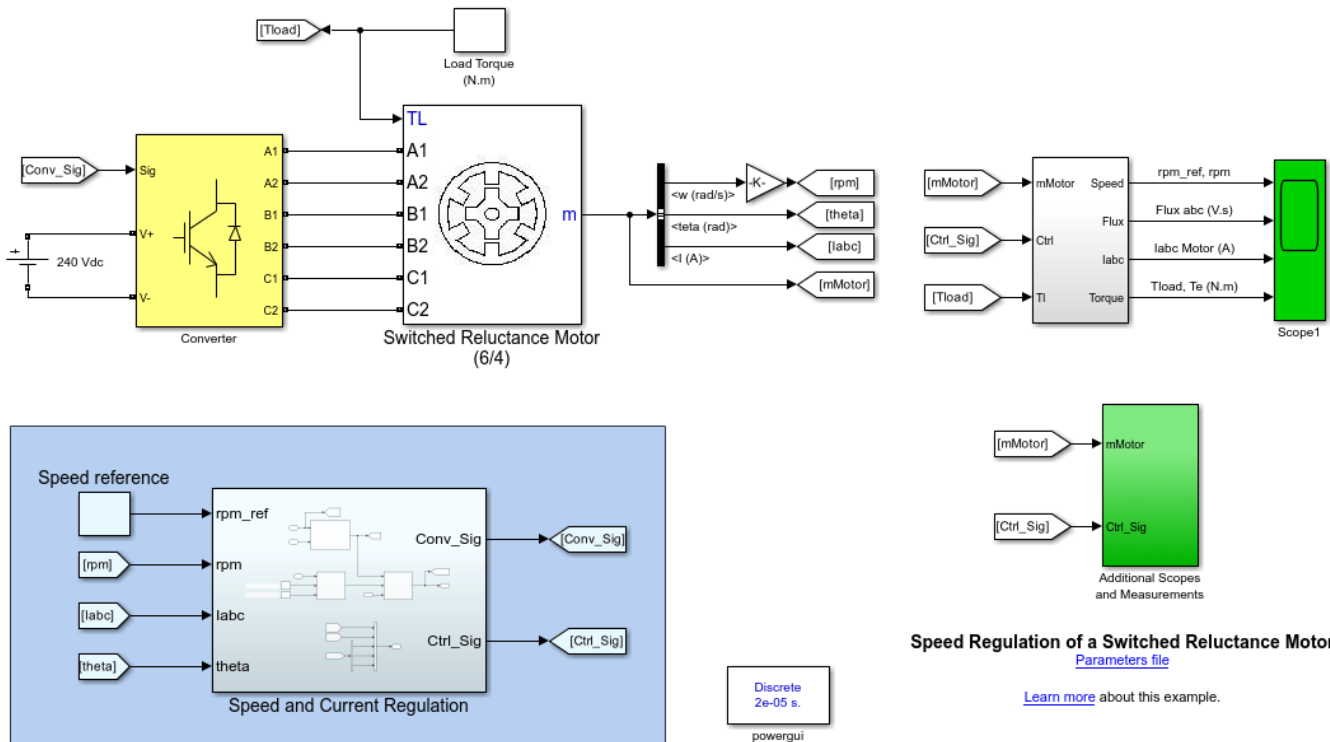 [Tload]
Load Torque
(N.m)
[Conv_Sig]
Sig
V+
V-
+
240 Vdc
A1
A2
B1
B2
C1
C2
Converter
TL
A1
A2
B1
B2
C1
C2
m
Switched Reluctance Motor
(6/4)
<w (rad/s)>
<teta (rad)>
<I (A)>
-K-
[rpm]
[theta]
[Iabc]
[mMotor]
[mMotor]
[Ctrl_Sig]
[Tload]
mMotor
Ctrl
Tl
Speed
Flux
Iabc
Torque
rpm_ref, rpm
Flux abc (V.s)
Iabc Motor (A)
Tload, Te (N.m)
Scope1
Speed reference
[rpm]
[Iabc]
[theta]
rpm_ref
rpm
Iabc
theta
Conv_Sig
Ctrl_Sig
[Conv_Sig]
[Ctrl_Sig]
Speed and Current Regulation
Discrete
2e-05 s.
powergui
[mMotor]
[Ctrl_Sig]
mMotor
Ctrl_Sig
Additional Scopes
and Measurements
Speed Regulation of a Switched Reluctance Motor
Parameters file
Learn more about this example.